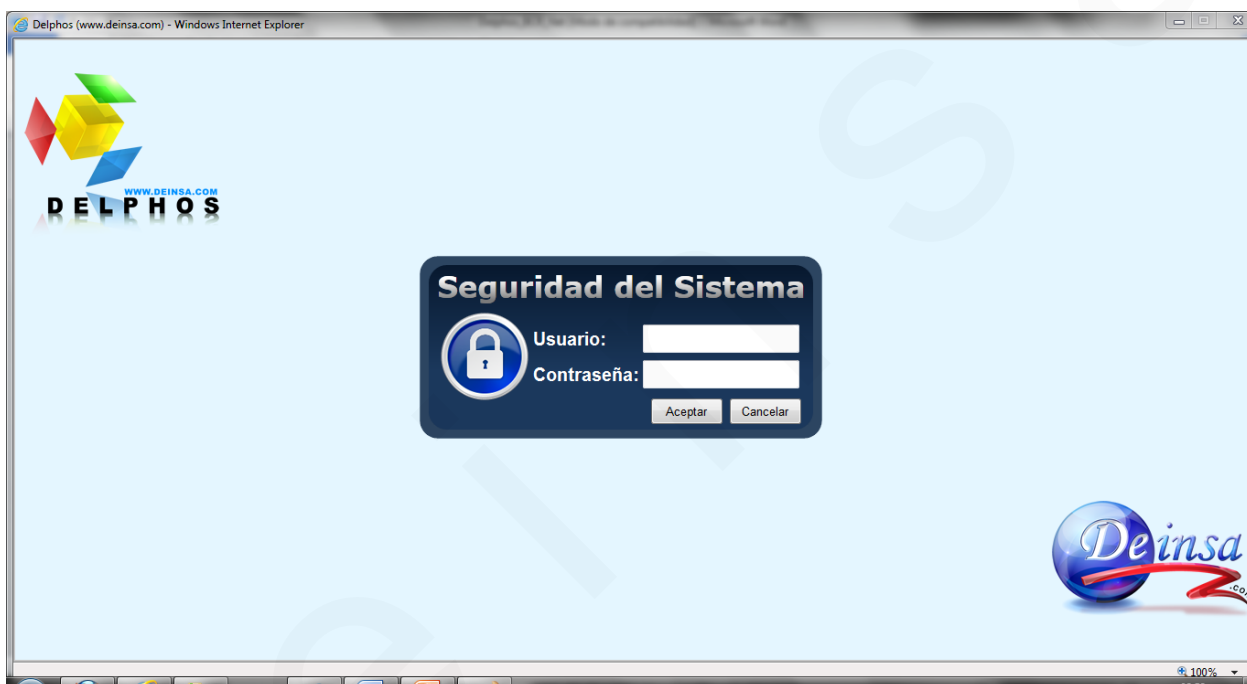 Delphos (www.deinsa.com) - Windows Internet Explorer
WWW.DEINSA.COM
DELPHOS
Seguridad del Sistema
Usuario:
Contraseña:
Aceptar Cancelar
Deinsa
.com
100%